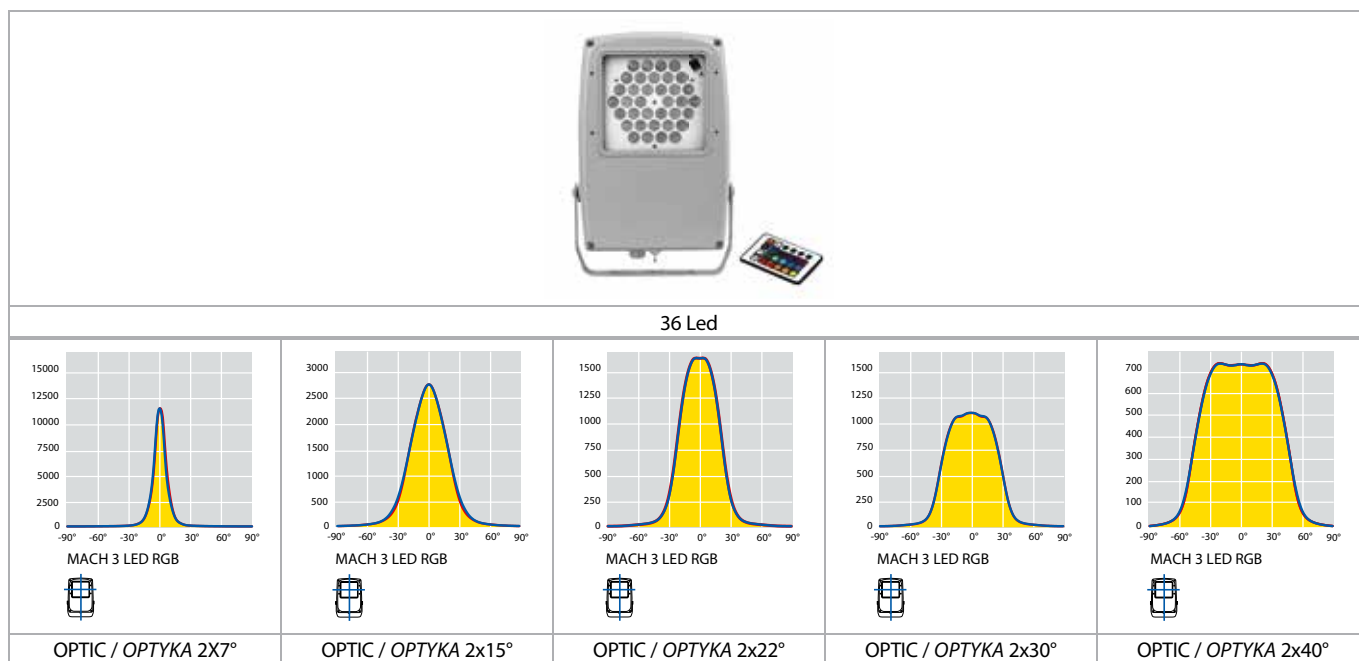 36 Led
15000
12500
10000
7500
5000
2500
0
-90° -60° -30° 0° 30° 60° 90°
MACH 3 LED RGB
OPTIC / OPTYKA 2X7°
3000
2500
2000
1500
1000
500
0
-90° -60° -30° 0° 30° 60° 90°
MACH 3 LED RGB
OPTIC / OPTYKA 2x15°
1500
1250
1000
750
500
250
0
-90° -60° -30° 0° 30° 60° 90°
MACH 3 LED RGB
OPTIC / OPTYKA 2x22°
1500
1250
1000
750
500
250
0
-90° -60° -30° 0° 30° 60° 90°
MACH 3 LED RGB
OPTIC / OPTYKA 2x30°
700
600
500
400
300
200
100
0
-90° -60° -30° 0° 30° 60° 90°
MACH 3 LED RGB
OPTIC / OPTYKA 2x40°